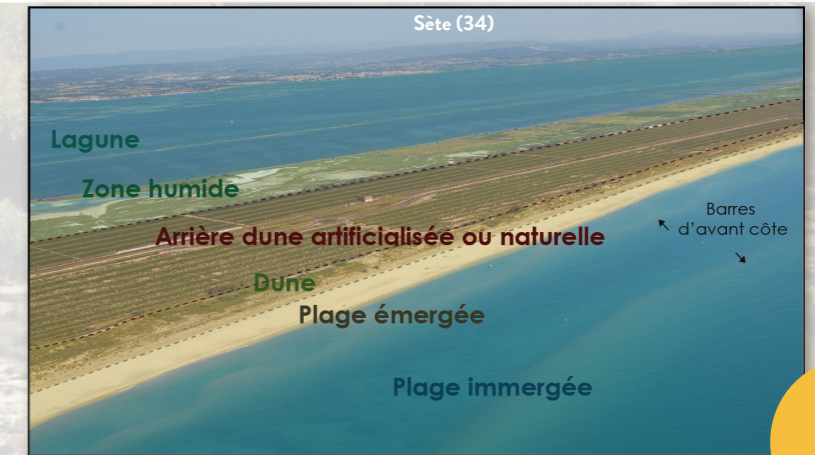 Sète (34)
Lagune
Zone humide
Barres
d’avant côte
Arrière dune artificialisée ou naturelle
Dune
Plage émergée
Plage immergée